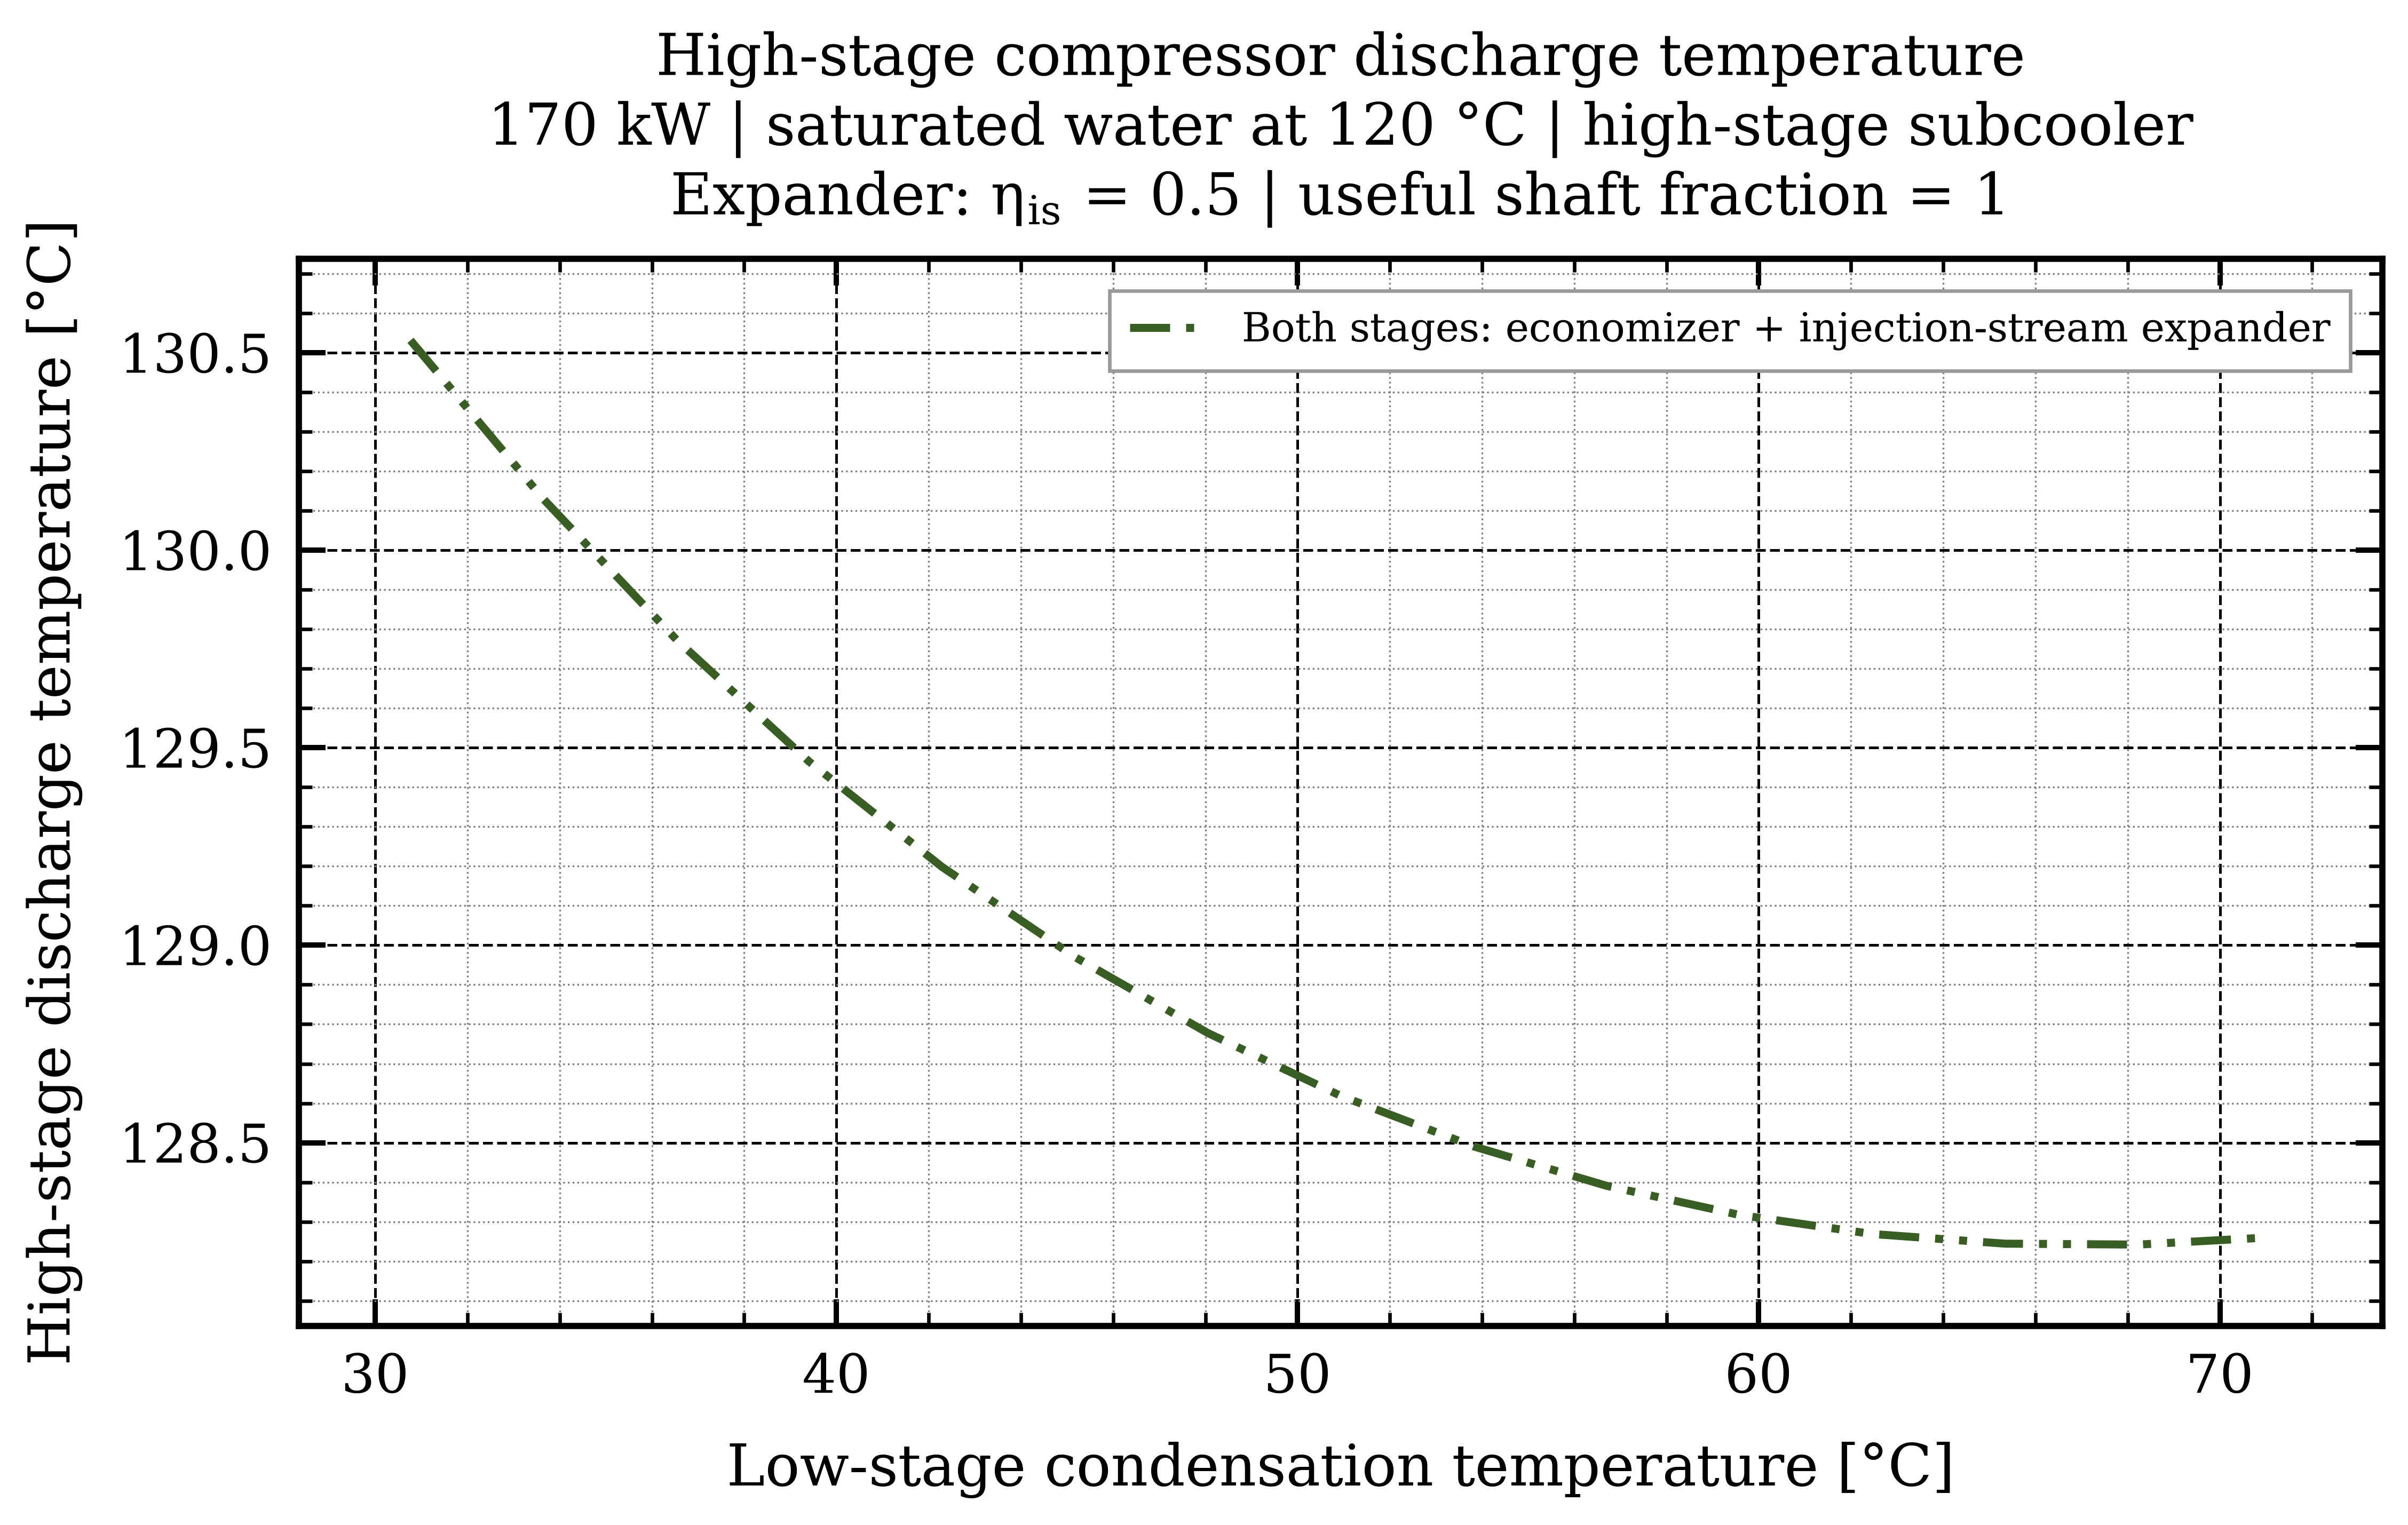 High-stage compressor discharge temperature
170 kW | saturated water at 120 °C | high-stage subcooler
Expander: ηis = 0.5 | useful shaft fraction = 1
High-stage discharge temperature [°C]
Both stages: economizer + injection-stream expander
130.5
130.0
129.5
129.0
128.5
30 40 50 60 70
Low-stage condensation temperature [°C]